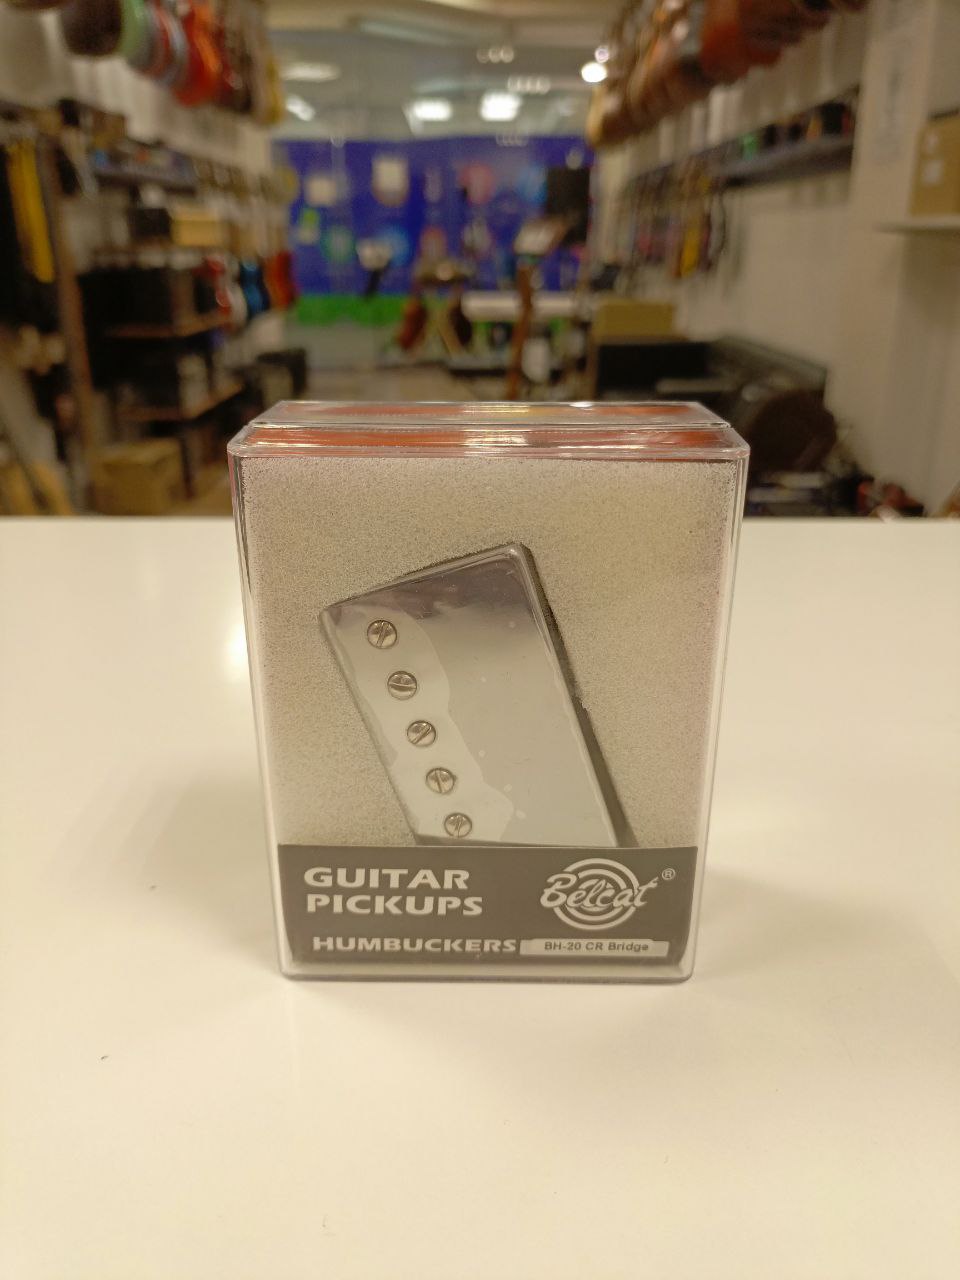 GUITAR
PICKUPS
Belcat®
HUMBUCKERS
BH-20 CR Bridge